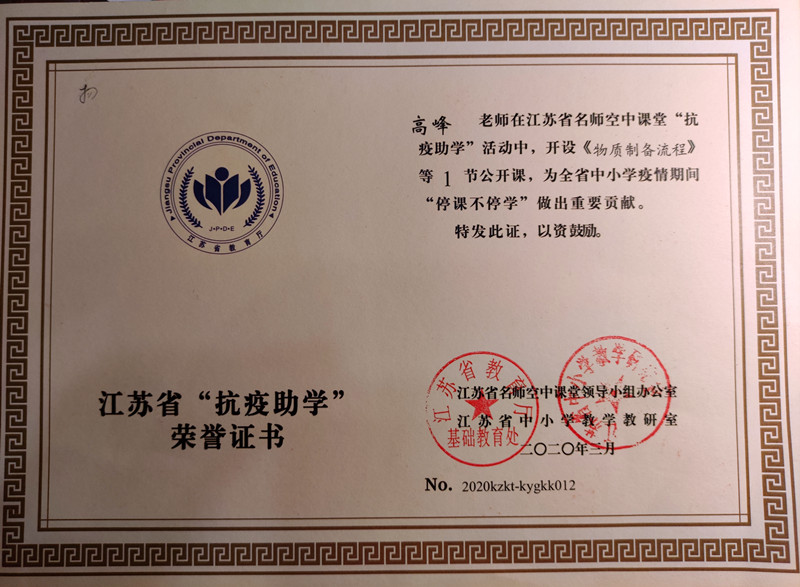 Jiangsu Provincial Department of Education
J·P·D·E
江苏省教育厅
江苏省“抗疫助学”
荣誉证书
高峰 老师在江苏省名师空中课堂“抗
疫助学”活动中，开设《物质制备流程》
等 1 节公开课，为全省中小学疫情期间
“停课不停学”做出重要贡献。
特发此证，以资鼓励。
江苏省教育厅
基础教育处
江苏省名师空中课堂领导小组办公室
江苏省中小学教学教研室
二〇二〇年三月
No. 2020kzkt-kygkk012